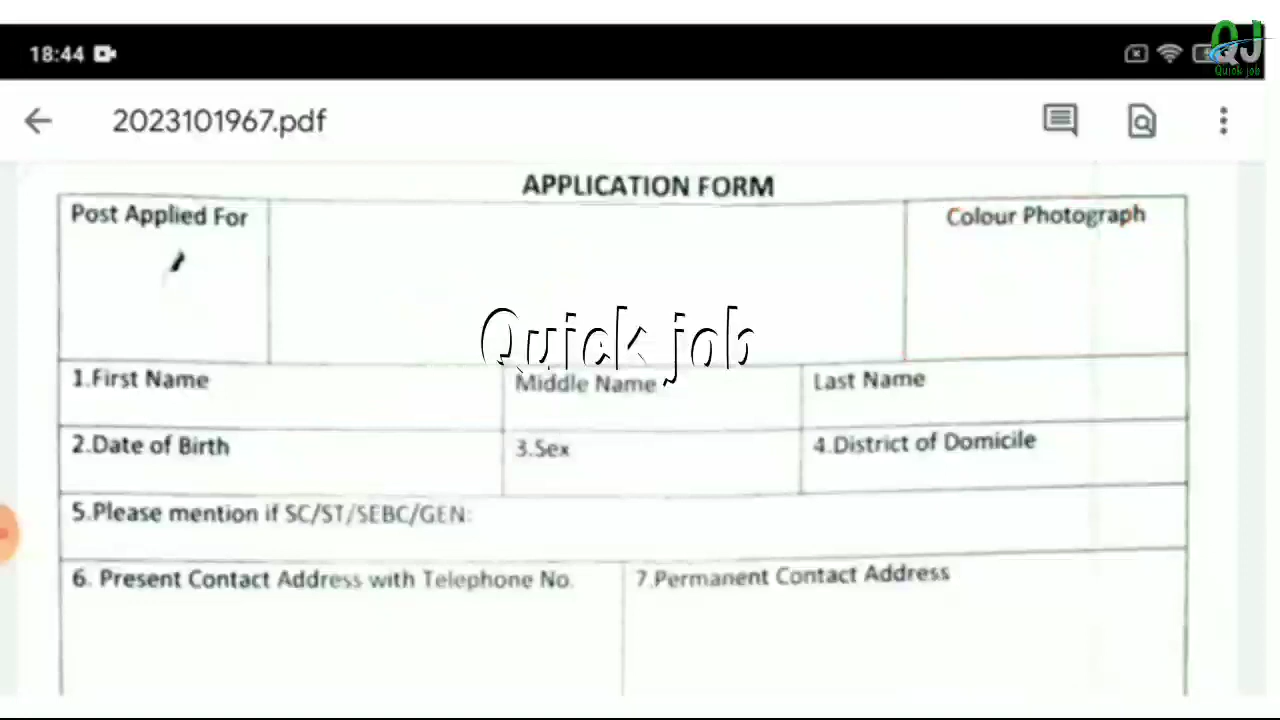 18:44
QJ
Quick job
2023101967.pdf
APPLICATION FORM
Post Applied For
Colour Photograph
Quick job
1.First Name
Middle Name
Last Name
2.Date of Birth
3.Sex
4.District of Domicile
5.Please mention if SC/ST/SEBC/GEN:
6. Present Contact Address with Telephone No.
7.Permanent Contact Address